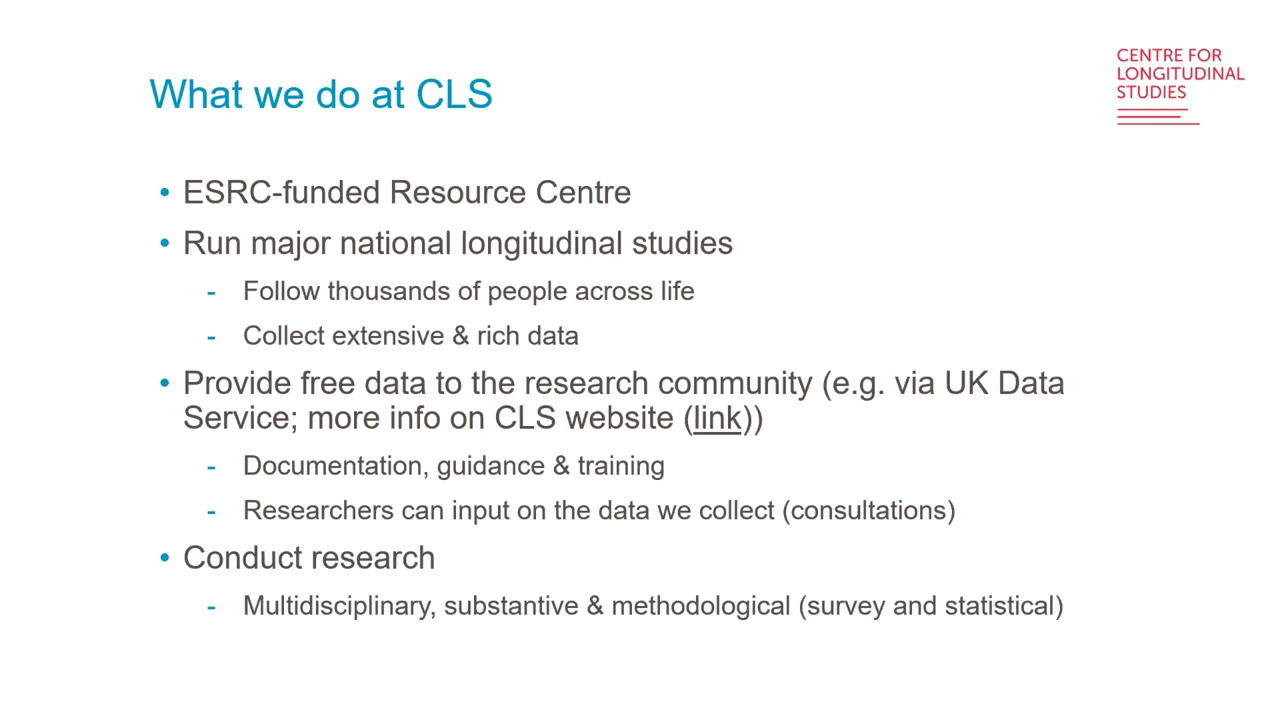 What we do at CLS
CENTRE FOR
LONGITUDINAL
STUDIES
• ESRC-funded Resource Centre
• Run major national longitudinal studies
- Follow thousands of people across life
- Collect extensive & rich data
• Provide free data to the research community (e.g. via UK Data
Service; more info on CLS website (link))
- Documentation, guidance & training
- Researchers can input on the data we collect (consultations)
• Conduct research
- Multidisciplinary, substantive & methodological (survey and statistical)